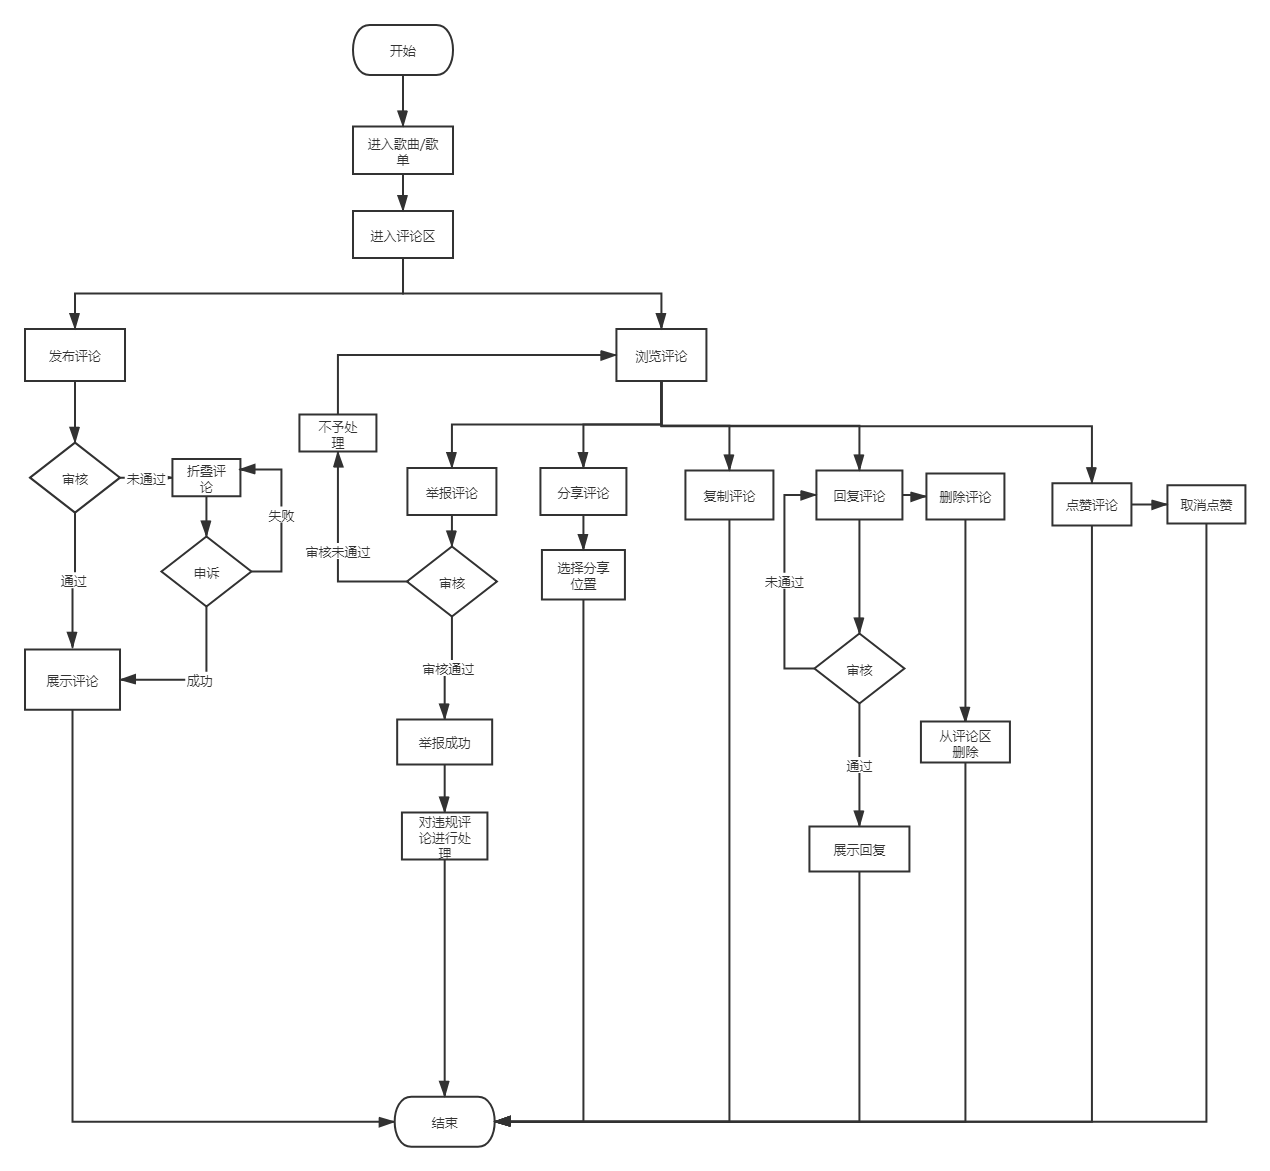 开始
进入歌曲/歌
单
进入评论区
发布评论
浏览评论
不予处
理
审核
未通过
折叠评
论
失败
举报评论
分享评论
复制评论
回复评论
删除评论
点赞评论
取消点赞
审核未通过
申诉
通过
审核
选择分享
位置
未通过
展示评论
成功
审核通过
审核
举报成功
从评论区
删除
通过
对违规评
论进行处
理
展示回复
结束